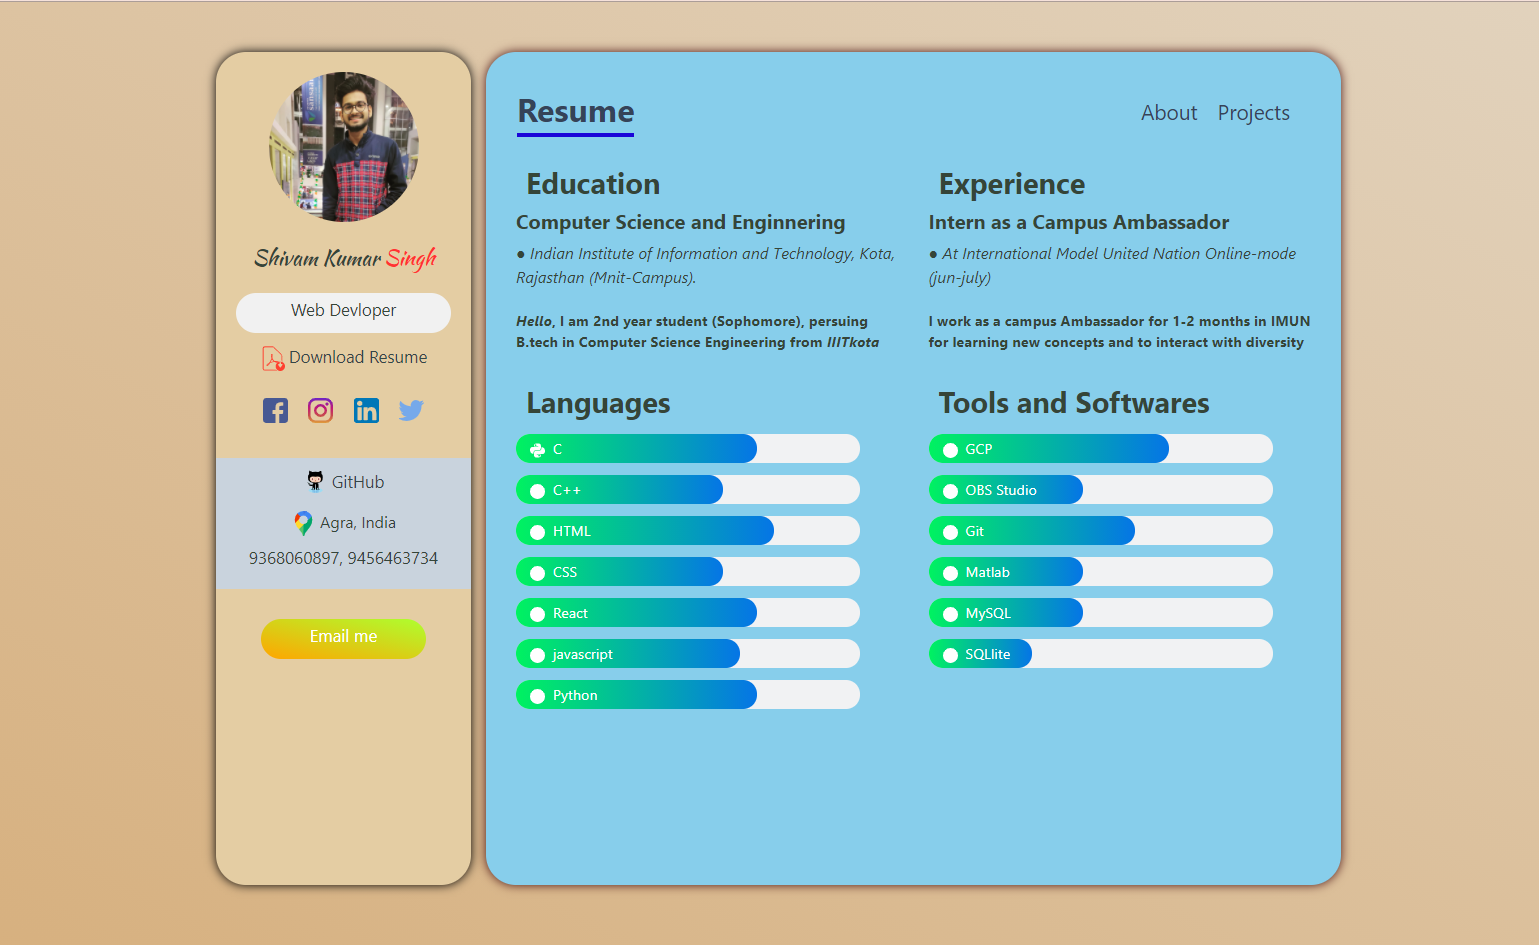 Shivam Kumar Singh
Web Devloper
Download Resume
GitHub
Agra, India
9368060897, 9456463734
Email me
Resume
About Projects
Education
Computer Science and Enginnering
● Indian Institute of Information and Technology, Kota,
Rajasthan (Mnit-Campus).
Hello, I am 2nd year student (Sophomore), persuing
B.tech in Computer Science Engineering from IIITkota
Experience
Intern as a Campus Ambassador
● At International Model United Nation Online-mode
(jun-july)
I work as a campus Ambassador for 1-2 months in IMUN
for learning new concepts and to interact with diversity
Languages
C
C++
HTML
CSS
React
javascript
Python
Tools and Softwares
GCP
OBS Studio
Git
Matlab
MySQL
SQLlite